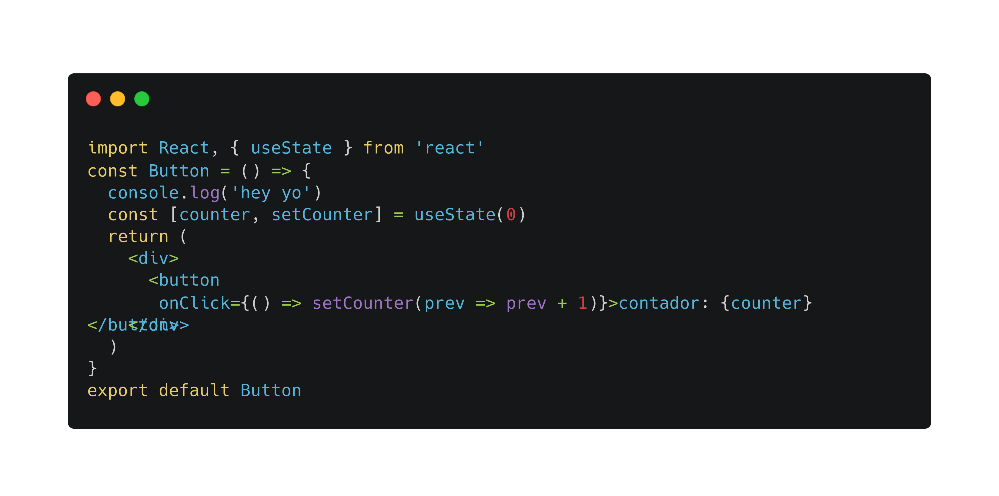 import React, { useState } from 'react'
const Button = () => {
  console.log('hey yo')
  const [counter, setCounter] = useState(0)
  return (
    <div>
      <button
       onClick={() => setCounter(prev => prev + 1)}>contador: {counter}
</button>
    </div>
  )
}
export default Button